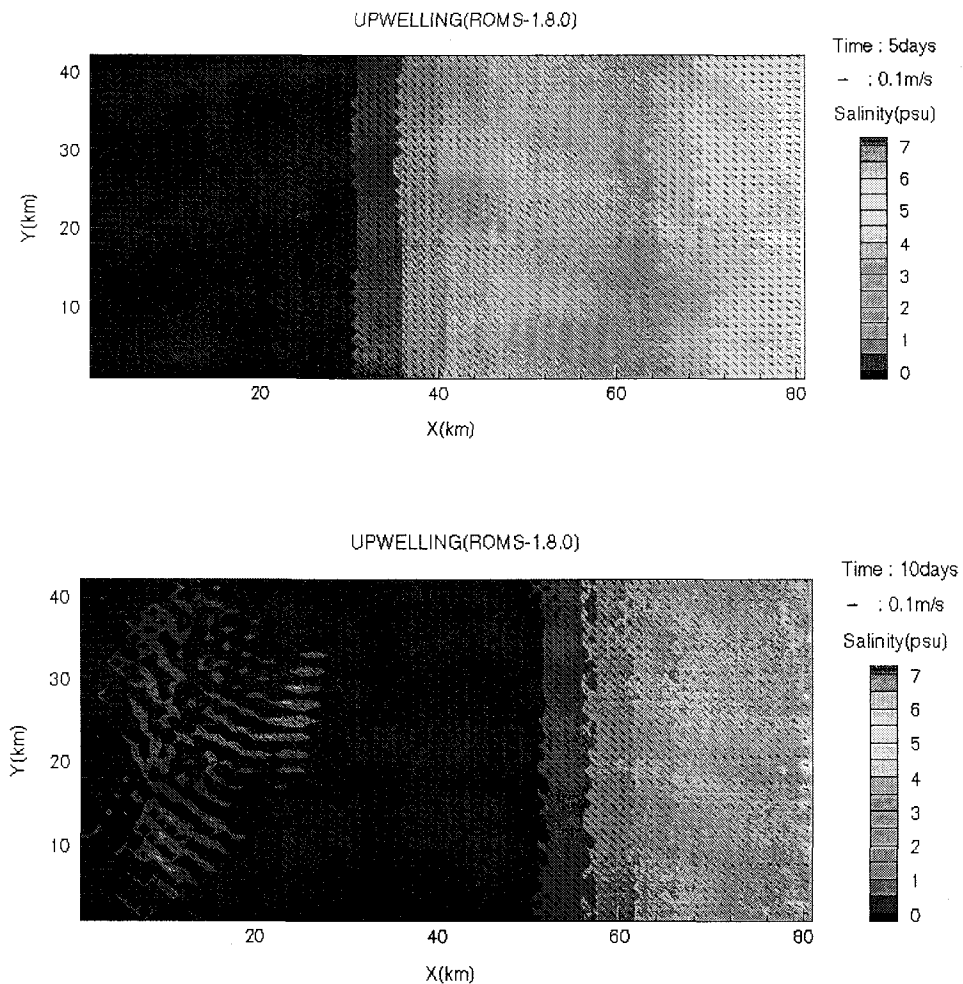 UPWELLING(ROMS-1.8.0)
Time : 5days
– : 0.1m/s
Salinity(psu)
7
6
5
4
3
2
1
0
40
30
20
10
Y(km)
20
40
60
80
X(km)
UPWELLING(ROMS-1.8.0)
Time : 10days
– : 0.1m/s
Salinity(psu)
7
6
5
4
3
2
1
0
40
30
20
10
Y(km)
20
40
60
80
X(km)